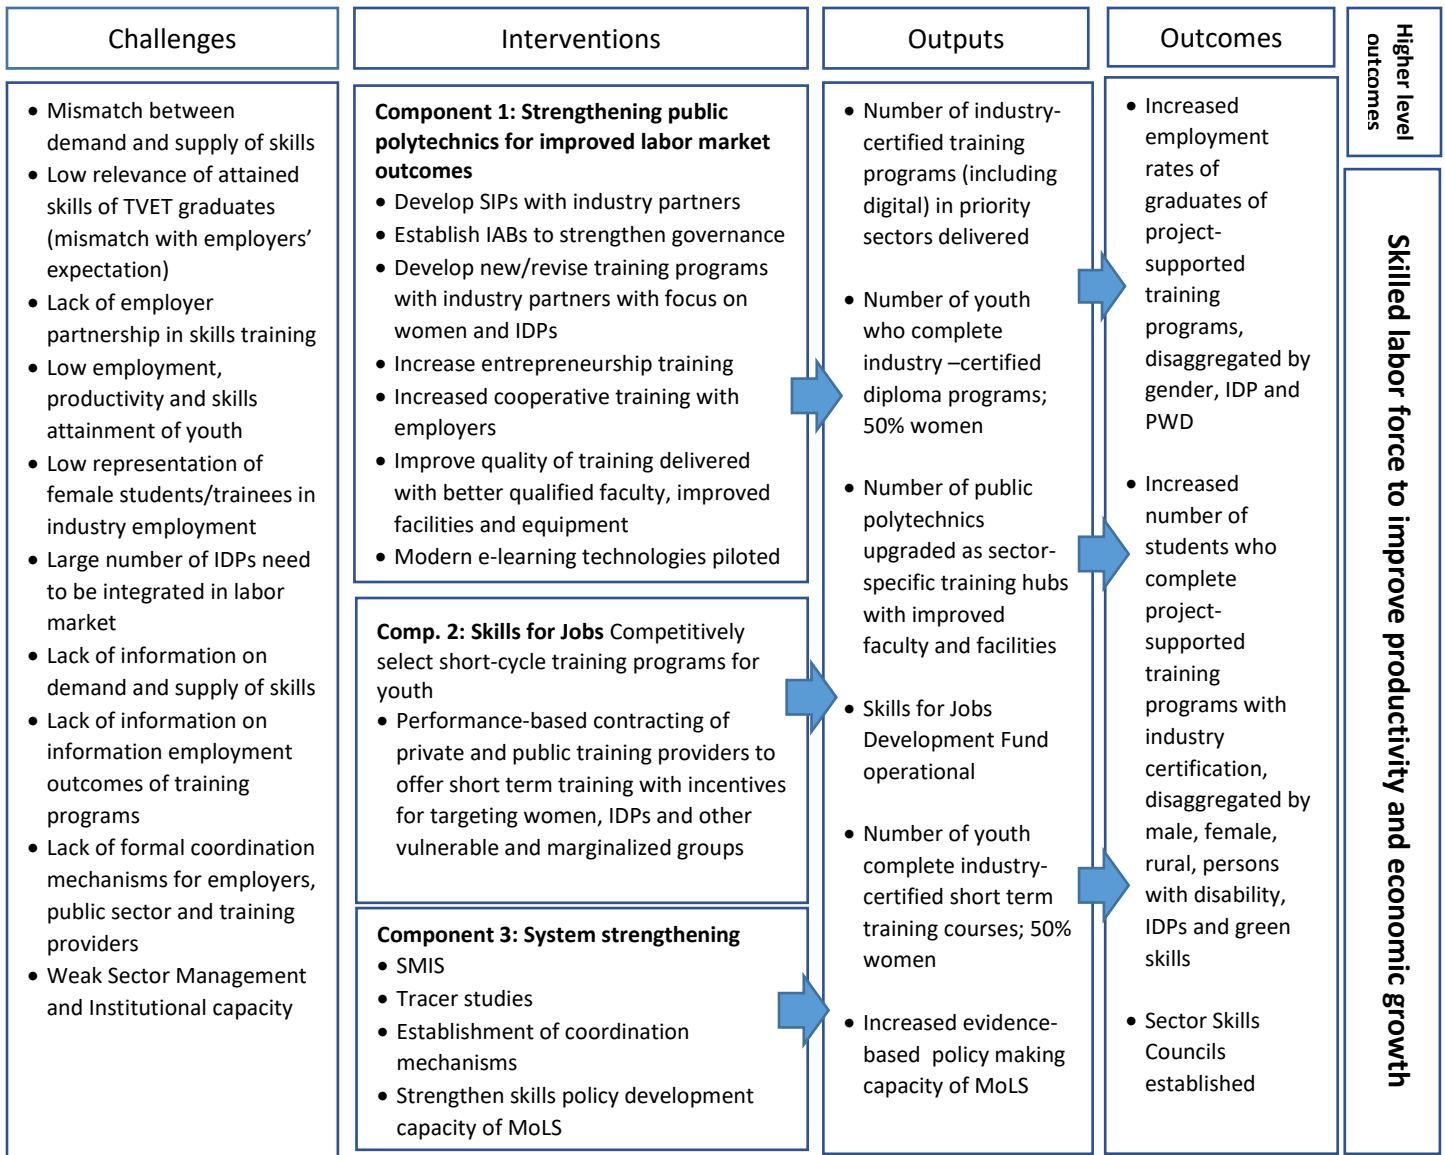 Challenges
Interventions
Outputs
Outcomes
Higher level
outcomes
• Mismatch between
demand and supply of skills
• Low relevance of attained
skills of TVET graduates
(mismatch with employers’
expectation)
• Lack of employer
partnership in skills training
• Low employment,
productivity and skills
attainment of youth
• Low representation of
female students/trainees in
industry employment
• Large number of IDPs need
to be integrated in labor
market
• Lack of information on
demand and supply of skills
• Lack of information on
information employment
outcomes of training
programs
• Lack of formal coordination
mechanisms for employers,
public sector and training
providers
• Weak Sector Management
and Institutional capacity
Component 1: Strengthening public
polytechnics for improved labor market
outcomes
• Develop SIPs with industry partners
• Establish IABs to strengthen governance
• Develop new/revise training programs
with industry partners with focus on
women and IDPs
• Increase entrepreneurship training
• Increased cooperative training with
employers
• Improve quality of training delivered
with better qualified faculty, improved
facilities and equipment
• Modern e-learning technologies piloted
Comp. 2: Skills for Jobs Competitively
select short-cycle training programs for
youth
• Performance-based contracting of
private and public training providers to
offer short term training with incentives
for targeting women, IDPs and other
vulnerable and marginalized groups
Component 3: System strengthening
• SMIS
• Tracer studies
• Establishment of coordination
mechanisms
• Strengthen skills policy development
capacity of MoLS
• Number of industry-
certified training
programs (including
digital) in priority
sectors delivered
• Number of youth
who complete
industry –certified
diploma programs;
50% women
• Number of public
polytechnics
upgraded as sector-
specific training hubs
with improved
faculty and facilities
• Skills for Jobs
Development Fund
operational
• Number of youth
complete industry-
certified short term
training courses; 50%
women
• Increased evidence-
based policy making
capacity of MoLS
• Increased
employment
rates of
graduates of
project-
supported
training
programs,
disaggregated by
gender, IDP and
PWD
• Increased
number of
students who
complete
project-
supported
training
programs with
industry
certification,
disaggregated by
male, female,
rural, persons
with disability,
IDPs and green
skills
• Sector Skills
Councils
established
Skilled labor force to improve productivity and economic growth